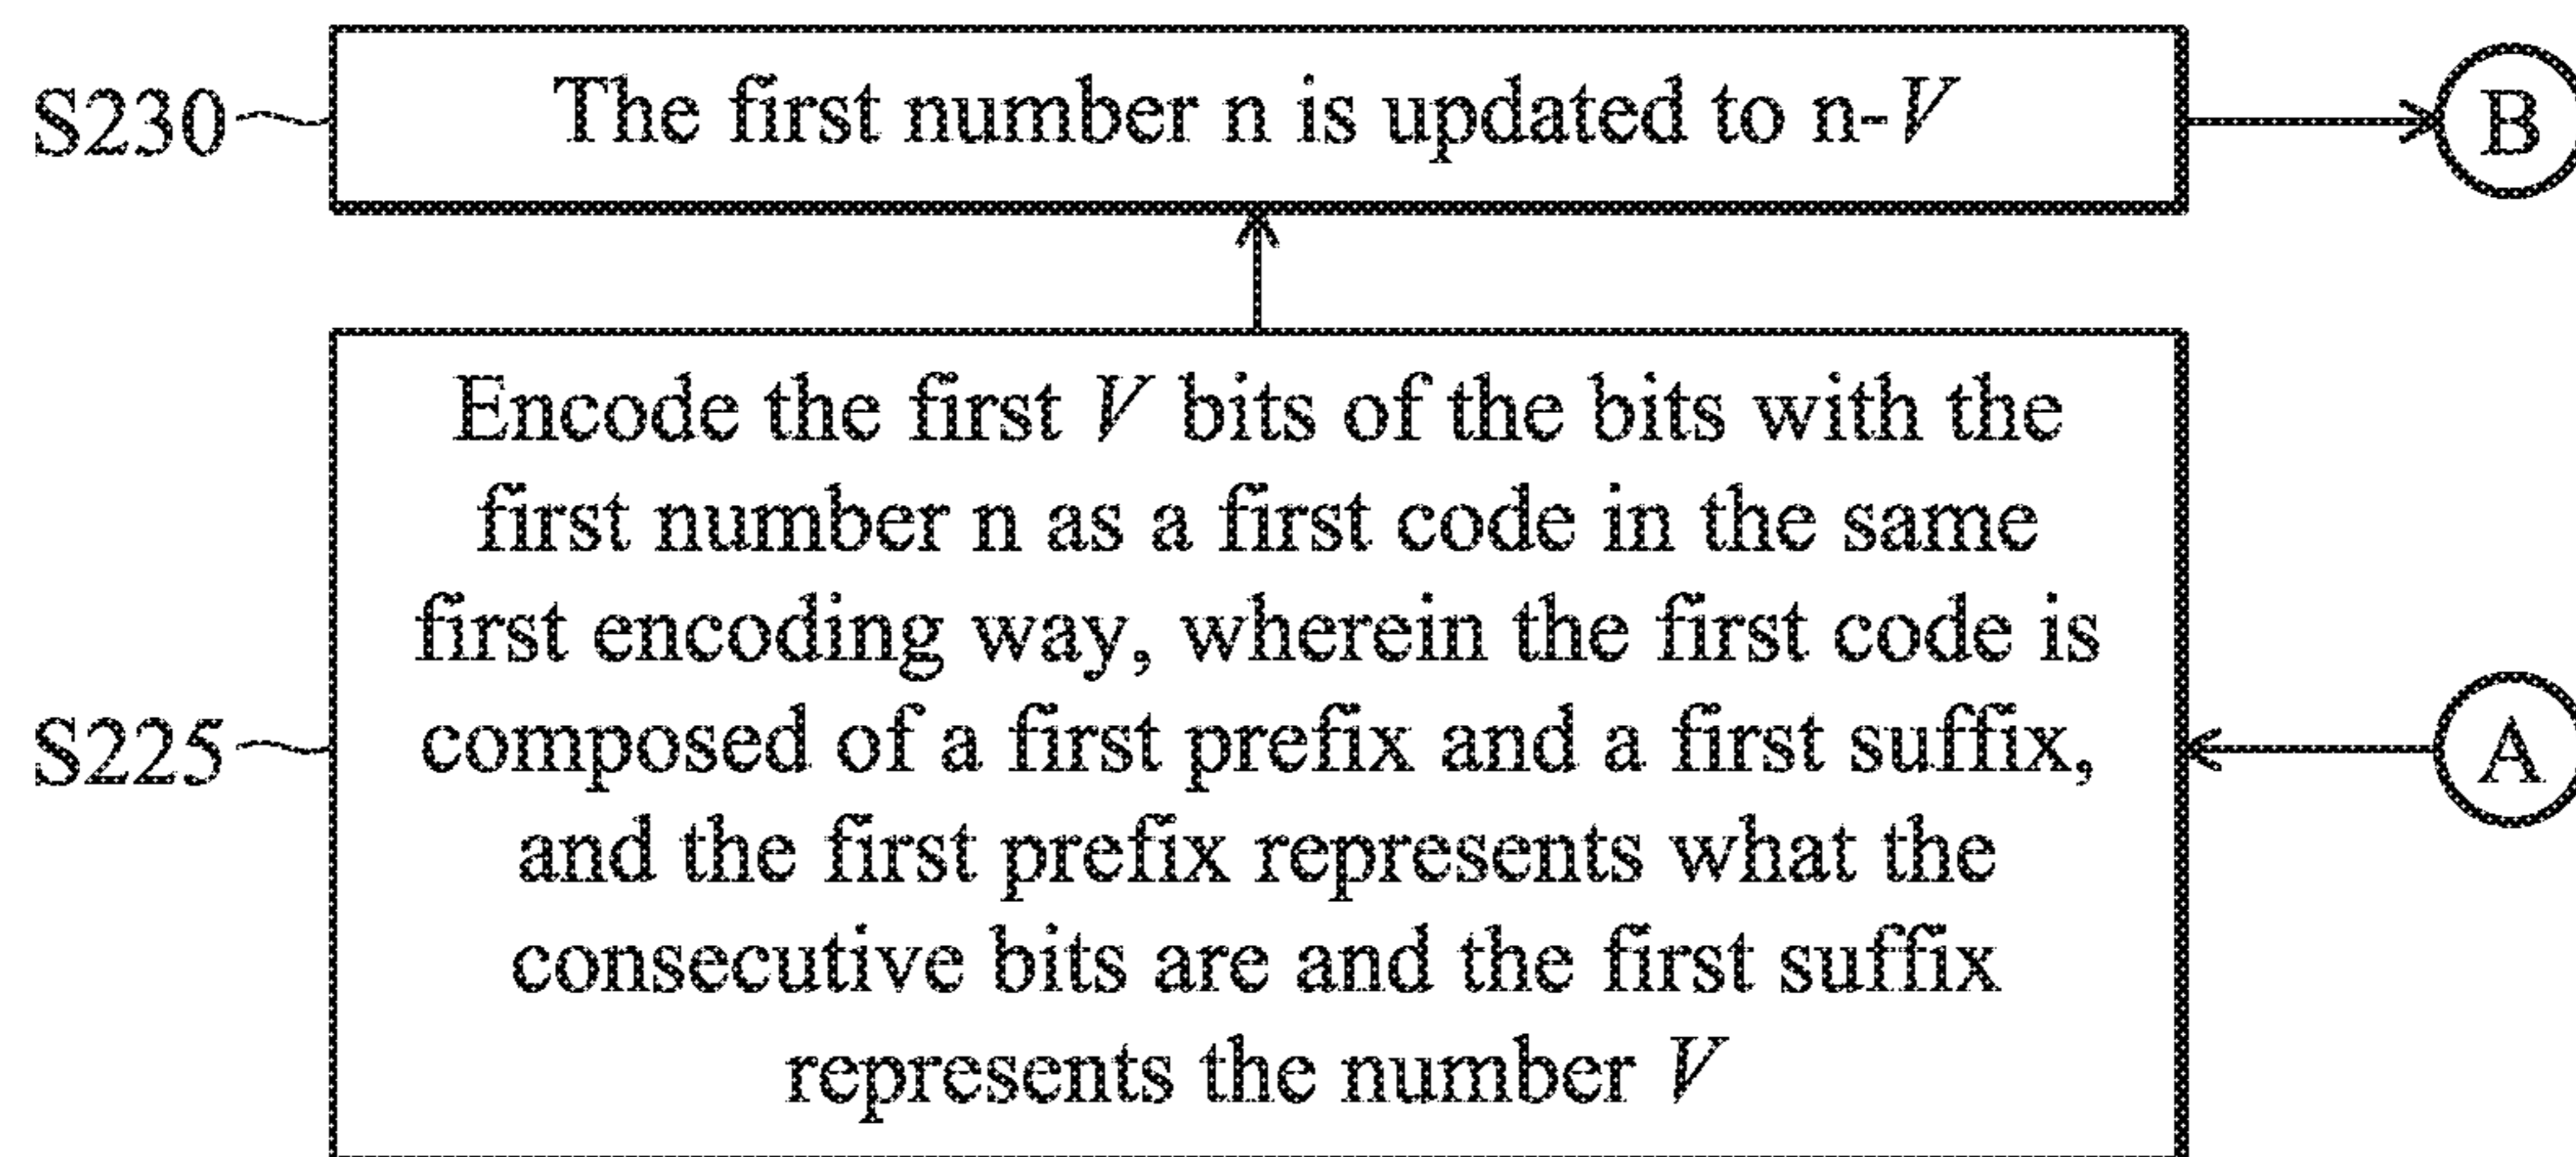 S230
The first number n is updated to n-V
B
Encode the first V bits of the bits with the
first number n as a first code in the same
first encoding way, wherein the first code is
S225
composed of a first prefix and a first suffix,
A
and the first prefix represents what the
consecutive bits are and the first suffix
represents the number V